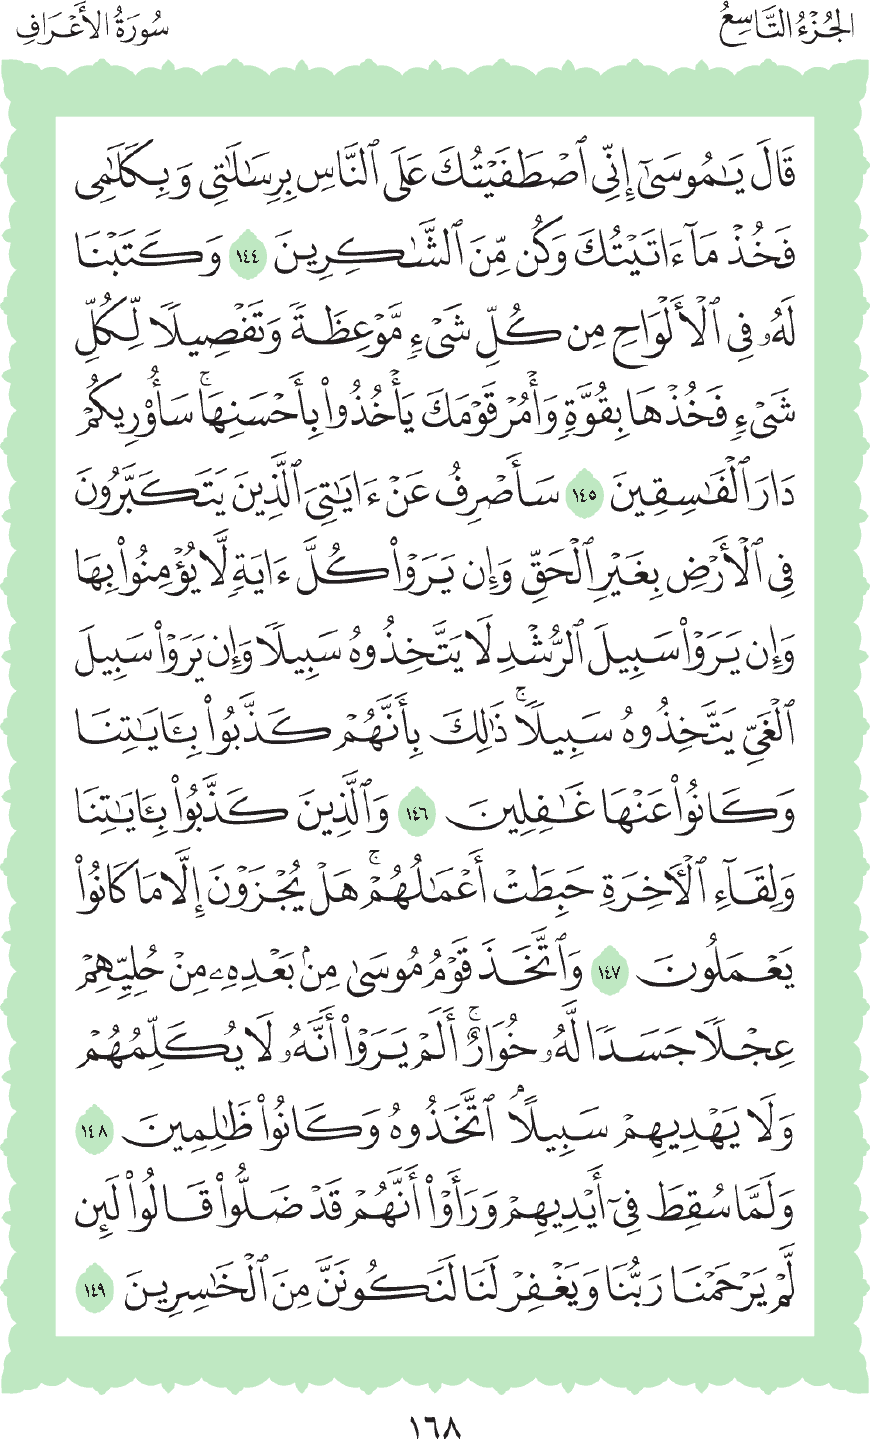 الجُزْءُ التَّاسِعُ
سُورَةُ الأَعْرَافِ
قَالَ يَٰمُوسَىٰٓ إِنِّي ٱصۡطَفَيۡتُكَ عَلَى ٱلنَّاسِ بِرِسَٰلَٰتِي وَبِكَلَٰمِي
فَخُذۡ مَآ ءَاتَيۡتُكَ وَكُن مِّنَ ٱلشَّٰكِرِينَ ١٤٤ وَكَتَبۡنَا
لَهُۥ فِي ٱلۡأَلۡوَاحِ مِن كُلِّ شَيۡءٖ مَّوۡعِظَةٗ وَتَفۡصِيلٗا لِّكُلِّ
شَيۡءٖ فَخُذۡهَا بِقُوَّةٖ وَأۡمُرۡ قَوۡمَكَ يَأۡخُذُواْ بِأَحۡسَنِهَاۚ سَأُوْرِيكُمۡ
دَارَ ٱلۡفَٰسِقِينَ ١٤٥ سَأَصۡرِفُ عَنۡ ءَايَٰتِيَ ٱلَّذِينَ يَتَكَبَّرُونَ
فِي ٱلۡأَرۡضِ بِغَيۡرِ ٱلۡحَقِّ وَإِن يَرَوۡاْ كُلَّ ءَايَةٖ لَّا يُؤۡمِنُواْ بِهَا
وَإِن يَرَوۡاْ سَبِيلَ ٱلرُّشۡدِ لَا يَتَّخِذُوهُ سَبِيلٗا وَإِن يَرَوۡاْ سَبِيلَ
ٱلۡغَيِّ يَتَّخِذُوهُ سَبِيلٗاۚ ذَٰلِكَ بِأَنَّهُمۡ كَذَّبُواْ بِـَٔايَٰتِنَا
وَكَانُواْ عَنۡهَا غَٰفِلِينَ ١٤٦ وَٱلَّذِينَ كَذَّبُواْ بِـَٔايَٰتِنَا
وَلِقَآءِ ٱلۡأٓخِرَةِ حَبِطَتۡ أَعۡمَٰلُهُمۡۚ هَلۡ يُجۡزَوۡنَ إِلَّا مَا كَانُواْ
يَعۡمَلُونَ ١٤٧ وَٱتَّخَذَ قَوۡمُ مُوسَىٰ مِنۢ بَعۡدِهِۦ مِنۡ حُلِيِّهِمۡ
عِجۡلٗا جَسَدٗا لَّهُۥ خُوَارٌۚ أَلَمۡ يَرَوۡاْ أَنَّهُۥ لَا يُكَلِّمُهُمۡ
وَلَا يَهۡدِيهِمۡ سَبِيلًاۘ ٱتَّخَذُوهُ وَكَانُواْ ظَٰلِمِينَ ١٤٨
وَلَمَّا سُقِطَ فِيٓ أَيۡدِيهِمۡ وَرَأَوۡاْ أَنَّهُمۡ قَدۡ ضَلُّواْ قَالُواْ لَئِن
لَّمۡ يَرۡحَمۡنَا رَبُّنَا وَيَغۡفِرۡ لَنَا لَنَكُونَنَّ مِنَ ٱلۡخَٰسِرِينَ ١٤٩
١٦٨